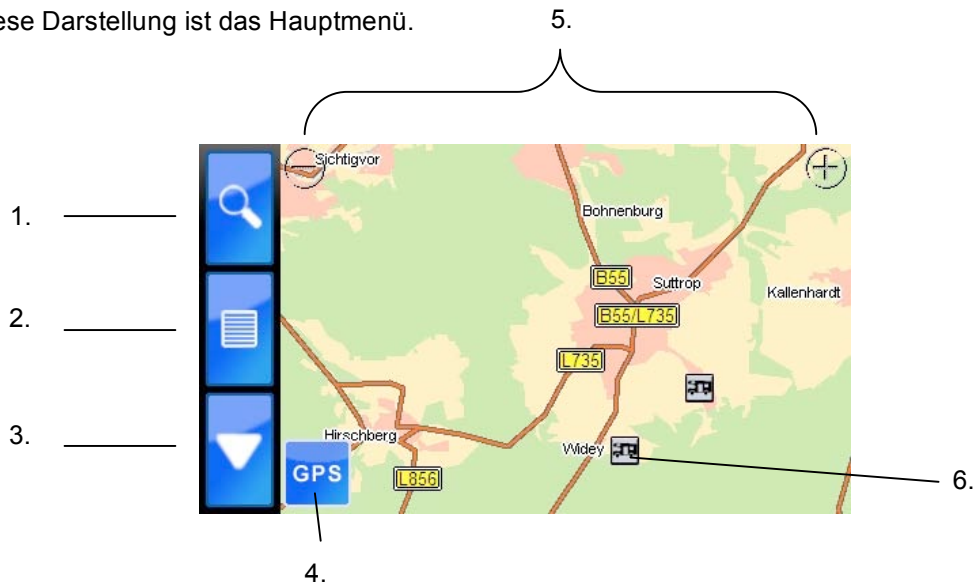 ese Darstellung ist das Hauptmenü.
5.
Sichtigvor
1.
Bohnenburg
B55
Suttrop
Kallenhardt
2.
B55/L735
L735
3.
Hirschberg
Widey
GPS
L856
6.
4.